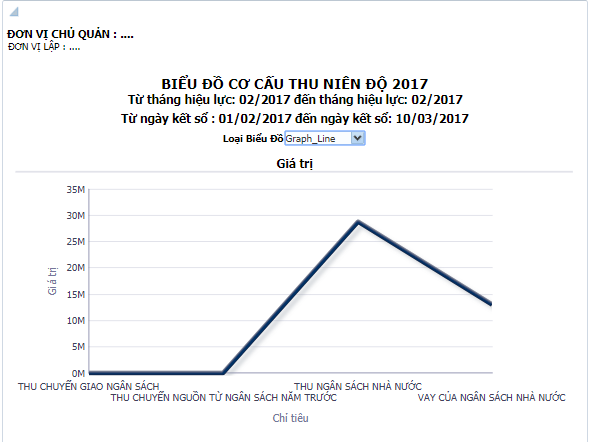 ĐƠN VỊ CHỦ QUẢN : ....
ĐƠN VỊ LẬP : ....
BIỂU ĐỒ CƠ CẤU THU NIÊN ĐỘ 2017
Từ tháng hiệu lực: 02/2017 đến tháng hiệu lực: 02/2017
Từ ngày kết số : 01/02/2017 đến ngày kết số: 10/03/2017
Loại Biểu Đồ Graph_Line
Giá trị
35M
30M
25M
20M
15M
10M
5M
0M
Giá trị
THU CHUYỂN GIAO NGÂN SÁCH
THU NGÂN SÁCH NHÀ NƯỚC
THU CHUYỂN NGUỒN TỪ NGÂN SÁCH NĂM TRƯỚC
VAY CỦA NGÂN SÁCH NHÀ NƯỚC
Chỉ tiêu